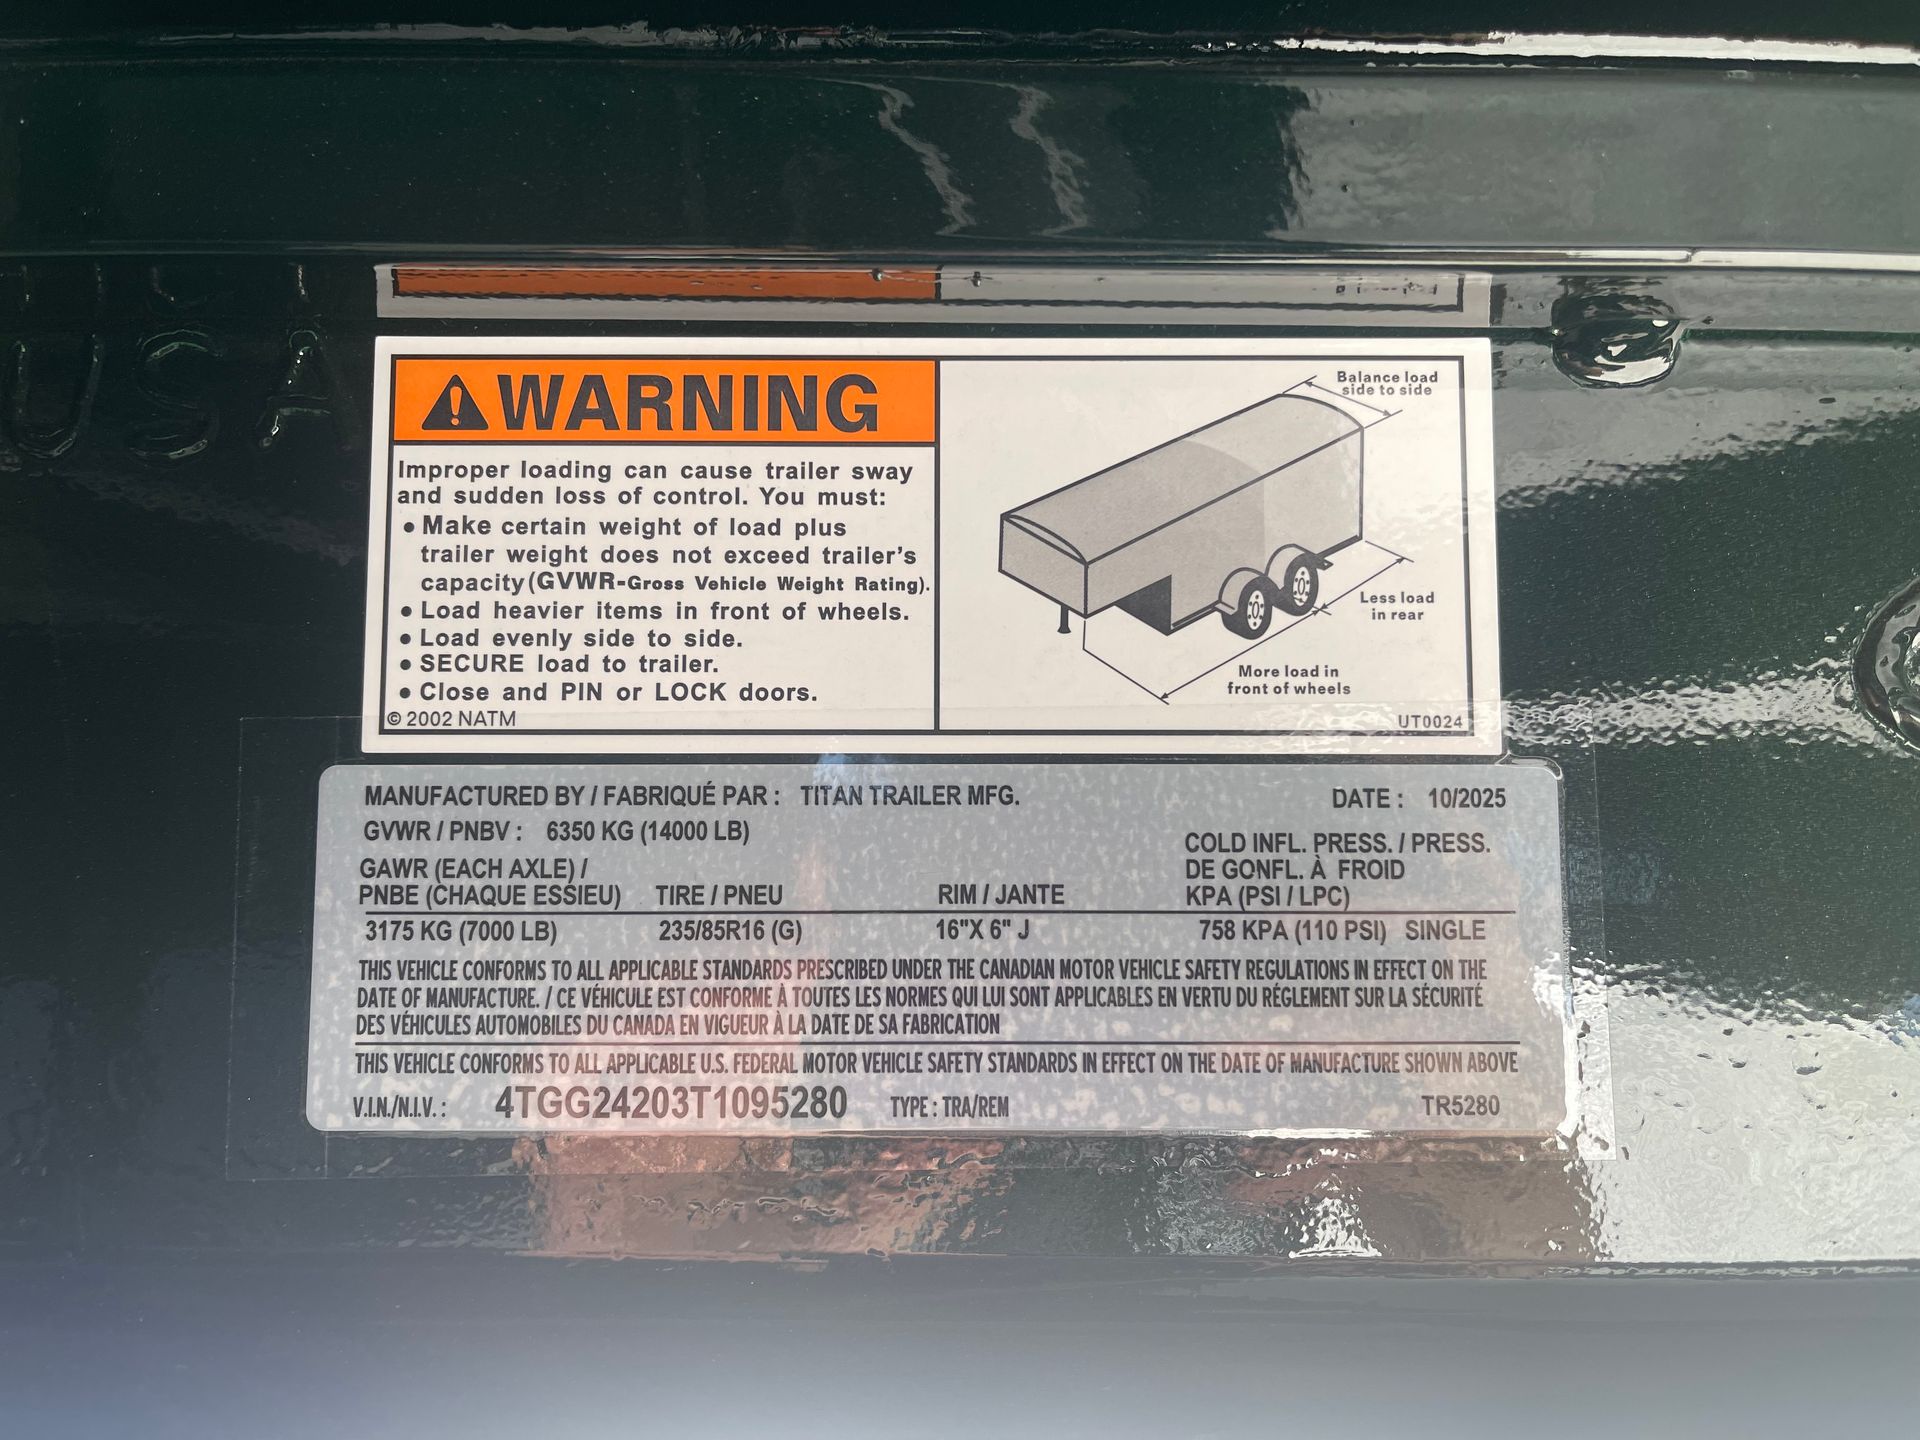 USA
WARNING
Improper loading can cause trailer sway
and sudden loss of control. You must:
• Make certain weight of load plus
trailer weight does not exceed trailer's
capacity (GVWR-Gross Vehicle Weight Rating).
• Load heavier items in front of wheels.
• Load evenly side to side.
• SECURE load to trailer.
• Close and PIN or LOCK doors.
© 2002 NATM
Balance load
side to side
Less load
in rear
More load in
front of wheels
UT0024
MANUFACTURED BY / FABRIQUÉ PAR : TITAN TRAILER MFG. DATE : 10/2025
GVWR / PNBV : 6350 KG (14000 LB)
GAWR (EACH AXLE) /
PNBE (CHAQUE ESSIEU) TIRE / PNEU RIM / JANTE
COLD INFL. PRESS. / PRESS.
DE GONFL. À FROID
KPA (PSI / LPC)
3175 KG (7000 LB) 235/85R16 (G) 16"X 6" J 758 KPA (110 PSI) SINGLE
THIS VEHICLE CONFORMS TO ALL APPLICABLE STANDARDS PRESCRIBED UNDER THE CANADIAN MOTOR VEHICLE SAFETY REGULATIONS IN EFFECT ON THE
DATE OF MANUFACTURE. / CE VÉHICULE EST CONFORME À TOUTES LES NORMES QUI LUI SONT APPLICABLES EN VERTU DU RÉGLEMENT SUR LA SÉCURITÉ
DES VÉHICULES AUTOMOBILES DU CANADA EN VIGUEUR À LA DATE DE SA FABRICATION
THIS VEHICLE CONFORMS TO ALL APPLICABLE U.S. FEDERAL MOTOR VEHICLE SAFETY STANDARDS IN EFFECT ON THE DATE OF MANUFACTURE SHOWN ABOVE
V.I.N./N.I.V. : 4TGG24203T1095280 TYPE : TRA/REM TR5280